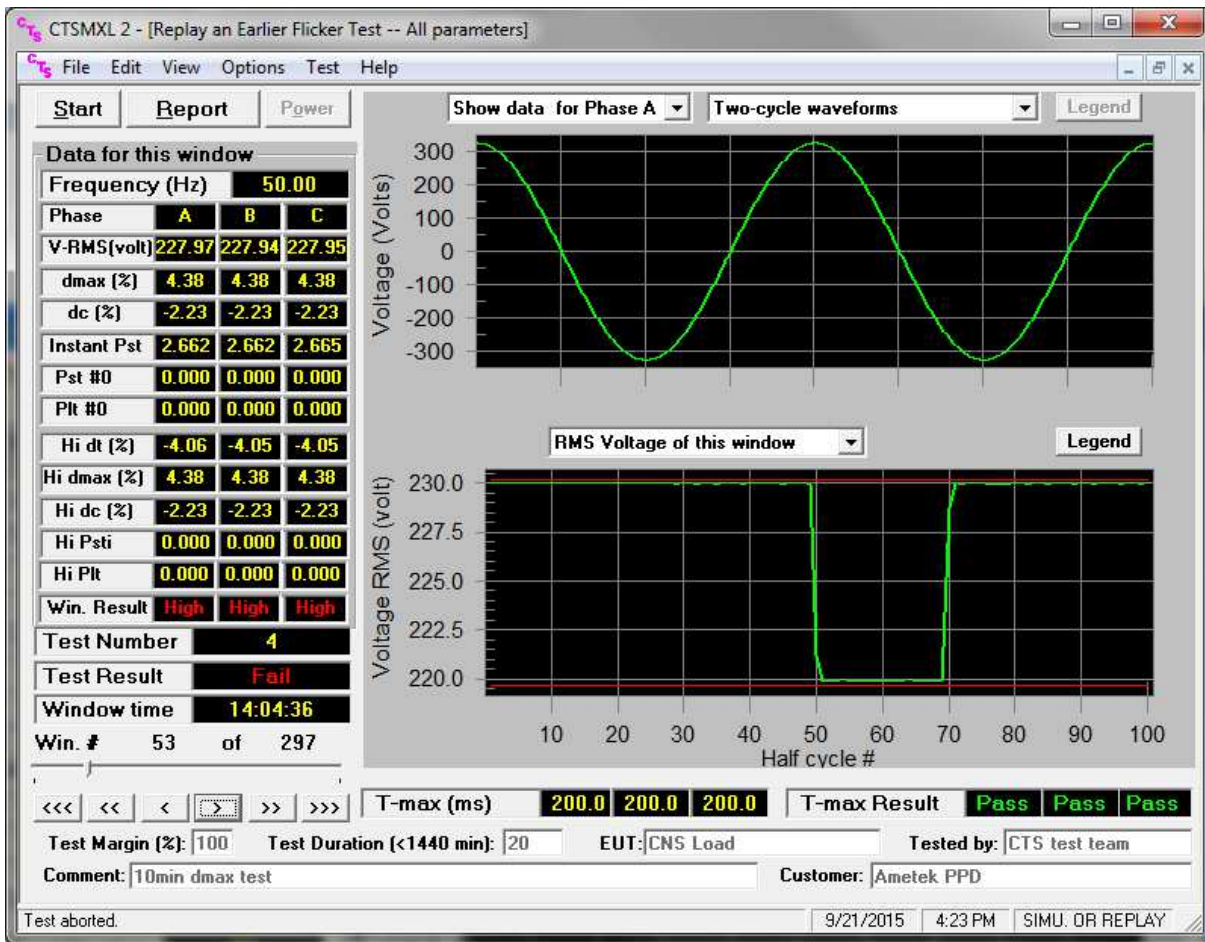 CTS CTSMXL 2 - [Replay an Earlier Flicker Test -- All parameters]
CTS File Edit View Options Test Help
Start Report Power
Show data for Phase A Two-cycle waveforms Legend
Data for this window
Frequency (Hz) 50.00
Phase A B C
V-RMS(volt) 227.97 227.94 227.95
dmax (%) 4.38 4.38 4.38
dc (%) -2.23 -2.23 -2.23
Instant Pst 2.662 2.662 2.665
Pst #0 0.000 0.000 0.000
Plt #0 0.000 0.000 0.000
Hi dt (%) -4.06 -4.05 -4.05
Hi dmax (%) 4.38 4.38 4.38
Hi dc (%) -2.23 -2.23 -2.23
Hi Psti 0.000 0.000 0.000
Hi Plt 0.000 0.000 0.000
Win. Result High High High
Test Number 4
Test Result Fail
Window time 14:04:36
Win. # 53 of 297
<<< << < > >> >>>
Voltage (Volts)
300
200
100
0
-100
-200
-300
RMS Voltage of this window Legend
Voltage RMS (volt)
230.0
227.5
225.0
222.5
220.0
10 20 30 40 50 60 70 80 90 100
Half cycle #
T-max (ms) 200.0 200.0 200.0 T-max Result Pass Pass Pass
Test Margin (%): 100 Test Duration (<1440 min): 20 EUT: CNS Load Tested by: CTS test team
Comment: 10min dmax test Customer: Ametek PPD
Test aborted. 9/21/2015 4:23 PM SIMU. OR REPLAY